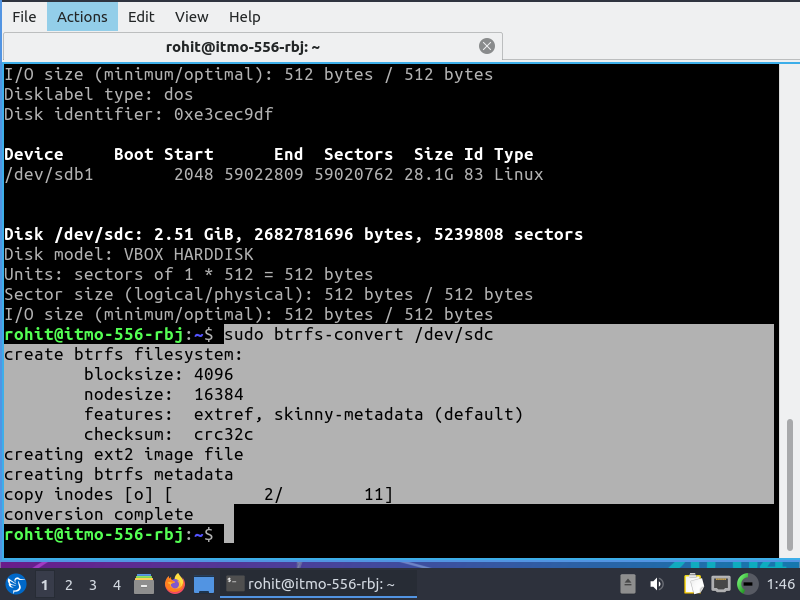 File Actions Edit View Help
rohit@itmo-556-rbj: ~
I/O size (minimum/optimal): 512 bytes / 512 bytes
Disklabel type: dos
Disk identifier: 0xe3cec9df
Device     Boot Start      End  Sectors  Size Id Type
/dev/sdb1        2048 59022809 59020762 28.1G 83 Linux
Disk /dev/sdc: 2.51 GiB, 2682781696 bytes, 5239808 sectors
Disk model: VBOX HARDDISK
Units: sectors of 1 * 512 = 512 bytes
Sector size (logical/physical): 512 bytes / 512 bytes
I/O size (minimum/optimal): 512 bytes / 512 bytes
rohit@itmo-556-rbj:~$ sudo btrfs-convert /dev/sdc
create btrfs filesystem:
        blocksize: 4096
        nodesize:  16384
        features:  extref, skinny-metadata (default)
        checksum:  crc32c
creating ext2 image file
creating btrfs metadata
copy inodes [o] [         2/        11]
conversion complete
rohit@itmo-556-rbj:~$
1 2 3 4 rohit@itmo-556-rbj: ~ 1:46